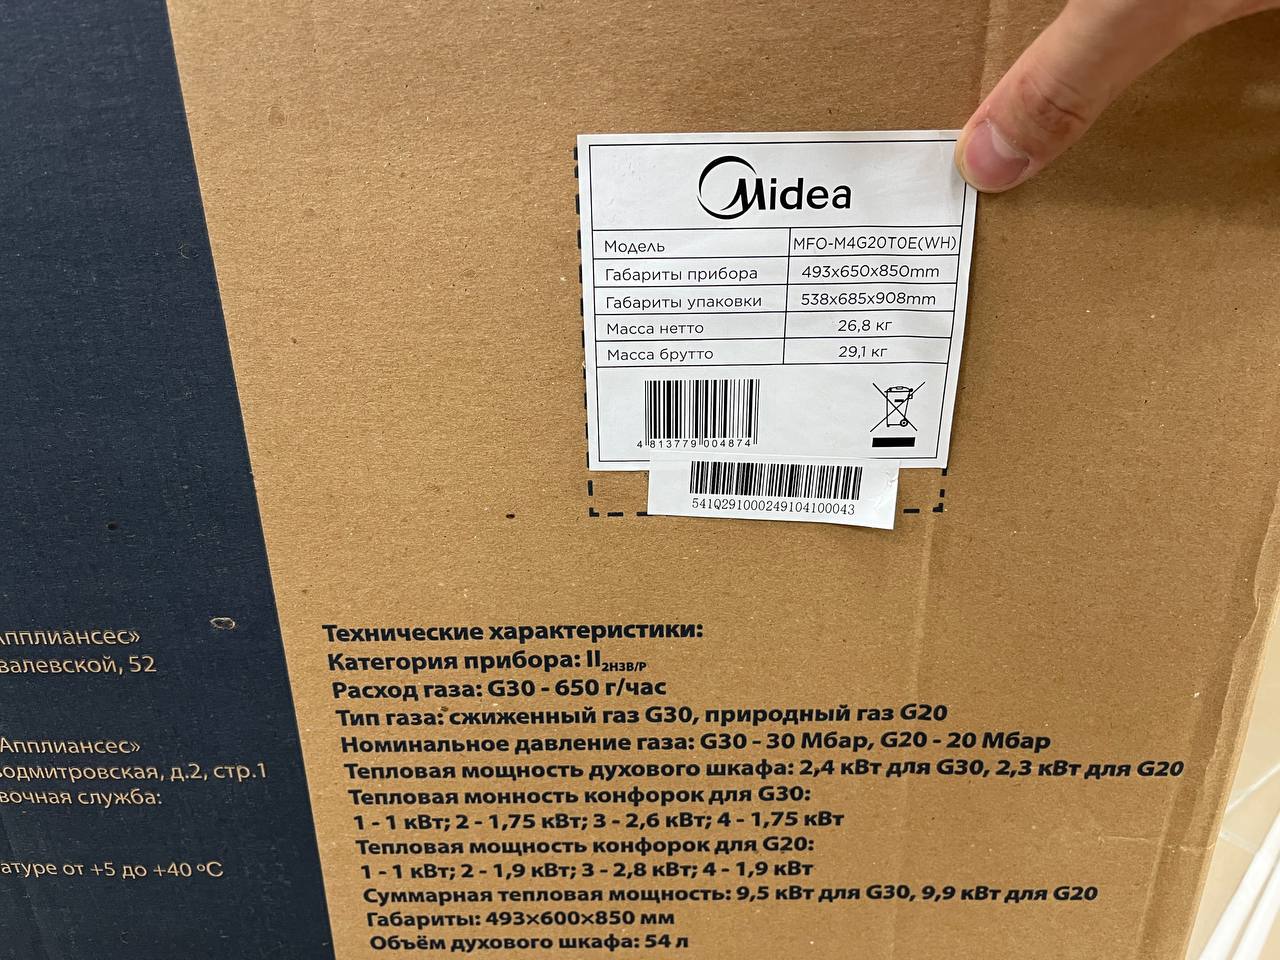 Midea
Модель MFO-M4G20T0E(WH)
Габариты прибора 493x650x850mm
Габариты упаковки 538x685x908mm
Масса нетто 26,8 кг
Масса брутто 29,1 кг
4 813779 004874
541Q291000249104100043
Технические характеристики:
Категория прибора: II2H3B/P
Расход газа: G30 - 650 г/час
Тип газа: сжиженный газ G30, природный газ G20
Номинальное давление газа: G30 - 30 Мбар, G20 - 20 Мбар
Тепловая мощность духового шкафа: 2,4 кВт для G30, 2,3 кВт для G20
Тепловая монность конфорок для G30:
1 - 1 кВт; 2 - 1,75 кВт; 3 - 2,6 кВт; 4 - 1,75 кВт
Тепловая мощность конфорок для G20:
1 - 1 кВт; 2 - 1,9 кВт; 3 - 2,8 кВт; 4 - 1,9 кВт
Суммарная тепловая мощность: 9,5 кВт для G30, 9,9 кВт для G20
Габариты: 493×600×850 мм
Объём духового шкафа: 54 л
пплиансес»
валевской, 52
Апплиансес»
одмитровская, д.2, стр.1
вочная служба:
атуре от +5 до +40 ºC